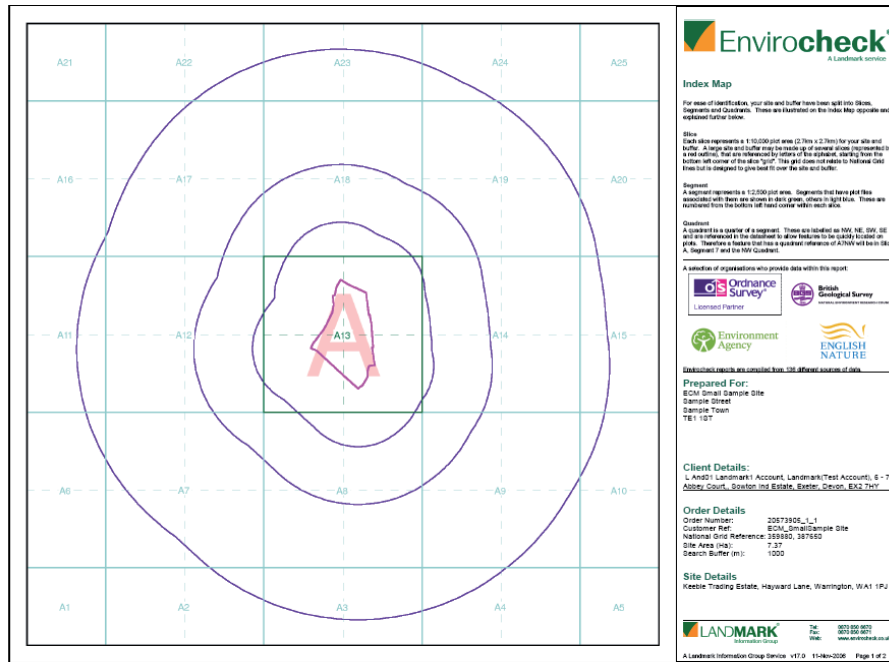 A21 A22 A23 A24 A25
A16 A17 A18 A19 A20
A11 A12 A13 A14 A15
A
A6 A7 A8 A9 A10
A1 A2 A3 A4 A5
Envirocheck®
A Landmark service
Index Map
For ease of identification, your site and buffer have been split into Slices,
Segments and Quadrants. These are illustrated on the Index Map opposite and
explained further below.
Slice
Each slice represents a 1:10,000 plot area (2.7km x 2.7km) for your site and
buffer. A large site and buffer may be made up of several slices (represented by
a red outline), that are referenced by letters of the alphabet, starting from the
bottom left corner of the slice "grid". This grid does not relate to National Grid
lines but is designed to give best fit over the site and buffer.
Segment
A segment represents a 1:2,500 plot area. Segments that have plot files
associated with them are shown in dark green, others in light blue. These are
numbered from the bottom left hand corner within each slice.
Quadrant
A quadrant is a quarter of a segment. These are labelled as NW, NE, SW, SE
and are referenced in the datasheet to allow features to be quickly located on
plots. Therefore a feature that has a quadrant reference of A7NW will be in Slice
A, Segment 7 and the NW Quadrant.
A selection of organisations who provide data within this report:
OS Ordnance
Survey®
Licensed Partner
British
Geological Survey
Environment
Agency
ENGLISH
NATURE
Envirocheck reports are compiled from 136 different sources of data.
Prepared For:
ECM Small Sample Site
Sample Street
Sample Town
TE1 1ST
Client Details:
L And01 Landmark1 Account, Landmark(Test Account), 5 - 7
Abbey Court,, Sowton Ind Estate, Exeter, Devon, EX2 7HY
Order Details
Order Number: 20573905_1_1
Customer Ref: ECM_SmallSample Site
National Grid Reference: 359880, 387650
Site Area (Ha): 7.37
Search Buffer (m): 1000
Site Details
Keeble Trading Estate, Hayward Lane, Warrington, WA1 1PJ
LANDMARK®
Information Group
Tel: 0870 850 6670
Fax: 0870 850 6671
Web: www.envirocheck.co.uk
A Landmark Information Group Service v17.0 11-Nov-2006 Page 1 of 2